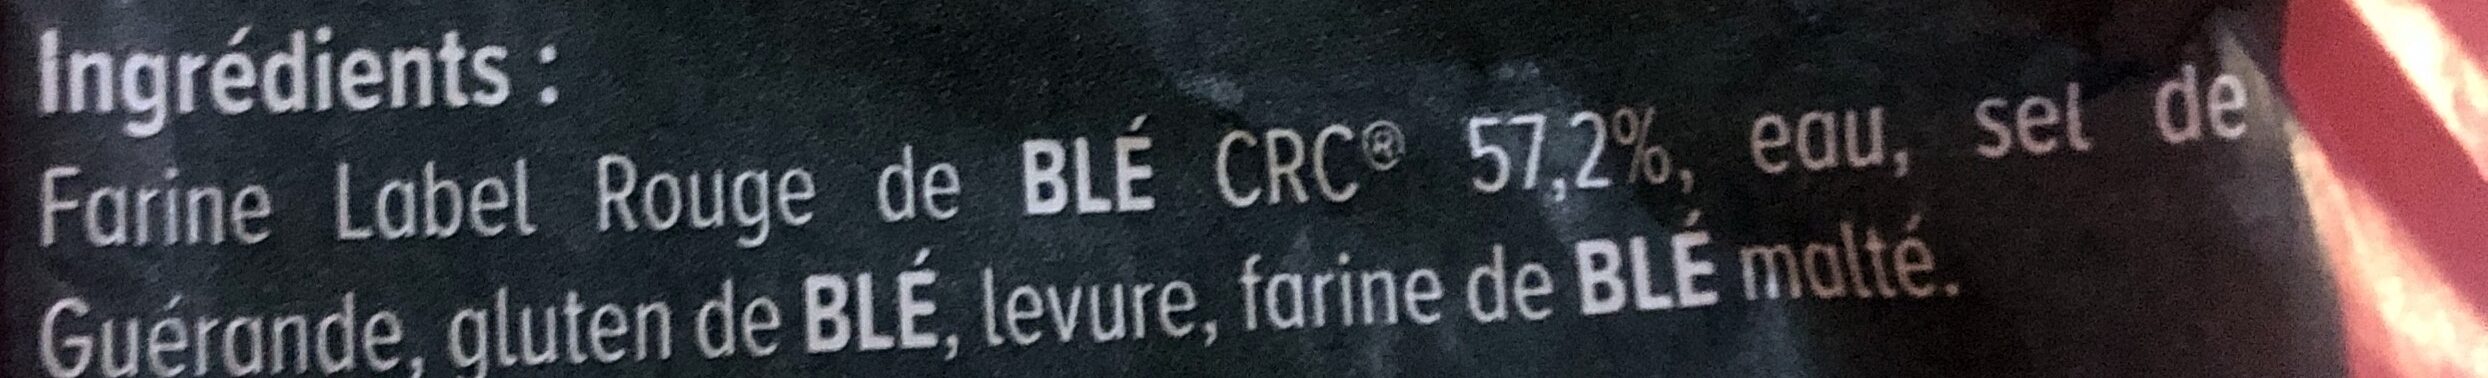 Ingrédients :
Farine Label Rouge de BLÉ CRC® 57,2%, eau, sel de
Guérande, gluten de BLÉ, levure, farine de BLÉ malté.